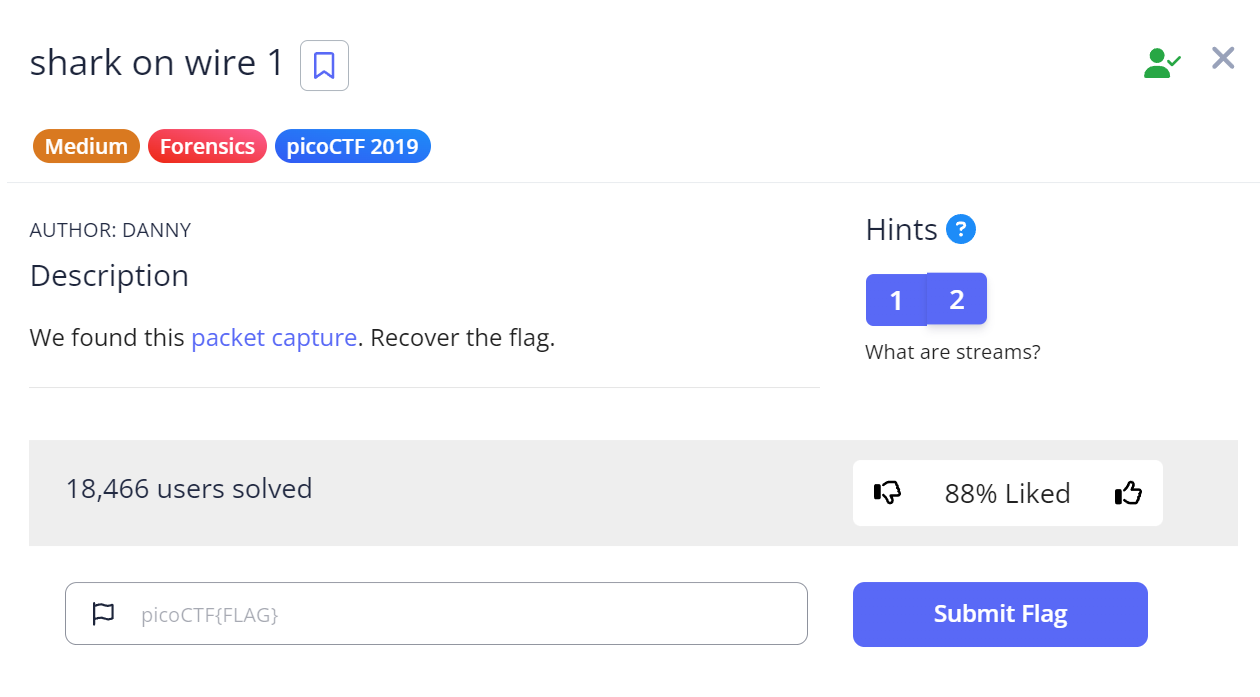 shark on wire 1
Medium Forensics picoCTF 2019
AUTHOR: DANNY
Description
We found this packet capture. Recover the flag.
Hints ?
1 2
What are streams?
18,466 users solved
88% Liked
picoCTF{FLAG}
Submit Flag